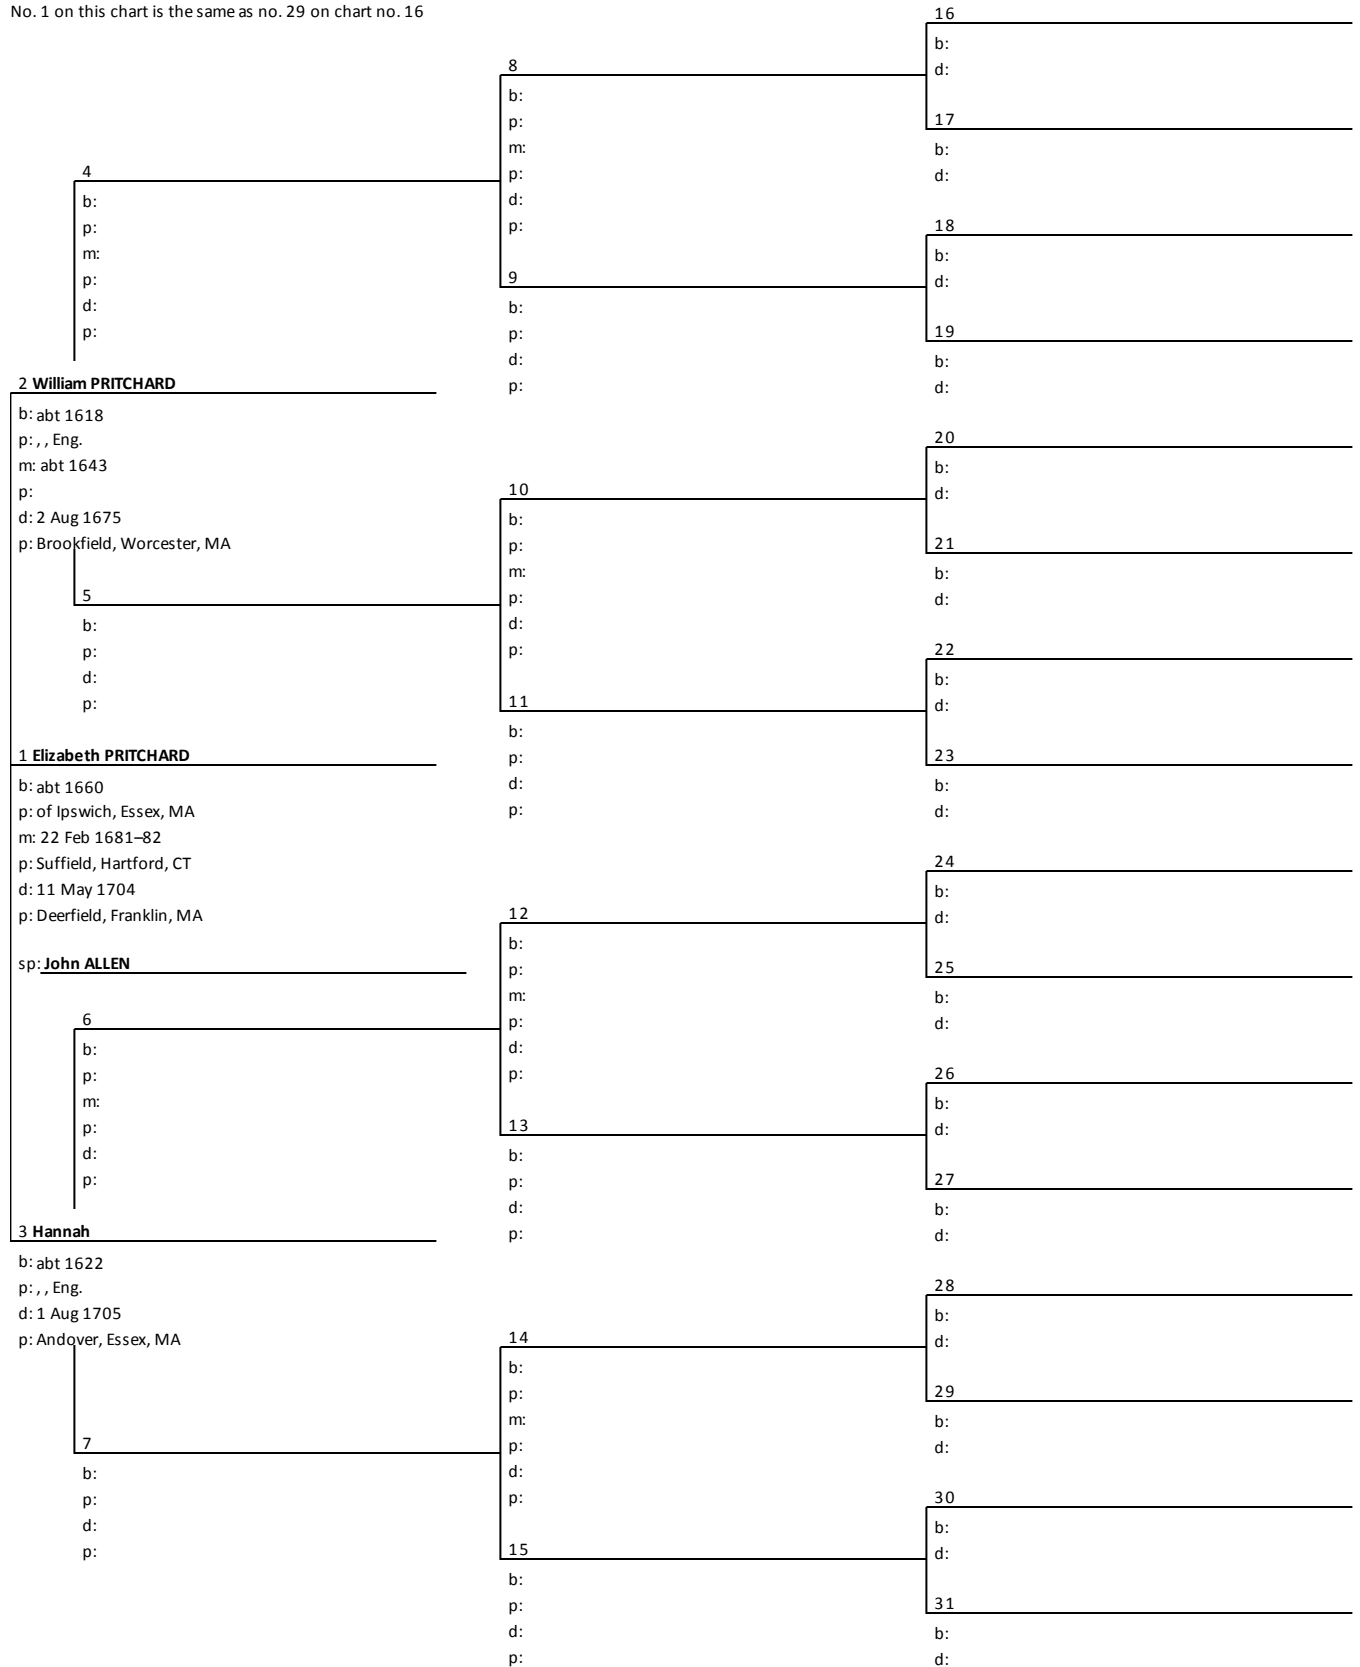 No. 1 on this chart is the same as no. 29 on chart no. 16
4
b:
p:
m:
p:
d:
p:
2 William PRITCHARD
b: abt 1618
p: , , Eng.
m: abt 1643
p:
d: 2 Aug 1675
p: Brookfield, Worcester, MA
5
b:
p:
d:
p:
1 Elizabeth PRITCHARD
b: abt 1660
p: of Ipswich, Essex, MA
m: 22 Feb 1681–82
p: Suffield, Hartford, CT
d: 11 May 1704
p: Deerfield, Franklin, MA
sp: John ALLEN
6
b:
p:
m:
p:
d:
p:
3 Hannah
b: abt 1622
p: , , Eng.
d: 1 Aug 1705
p: Andover, Essex, MA
7
b:
p:
d:
p:
8
b:
p:
m:
p:
d:
p:
9
b:
p:
d:
p:
10
b:
p:
m:
p:
d:
p:
11
b:
p:
d:
p:
12
b:
p:
m:
p:
d:
p:
13
b:
p:
d:
p:
14
b:
p:
m:
p:
d:
p:
15
b:
p:
d:
p:
16
b:
d:
17
b:
d:
18
b:
d:
19
b:
d:
20
b:
d:
21
b:
d:
22
b:
d:
23
b:
d:
24
b:
d:
25
b:
d:
26
b:
d:
27
b:
d:
28
b:
d:
29
b:
d:
30
b:
d:
31
b:
d: